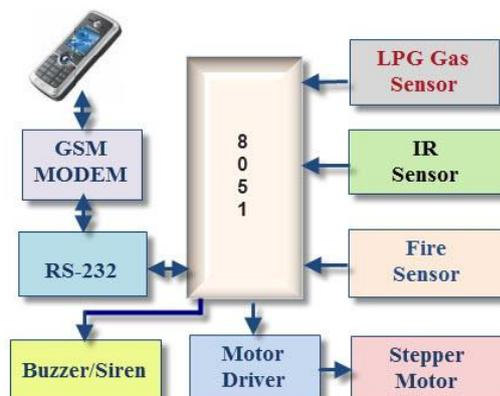 LPG Gas
Sensor
GSM
MODEM
8
0
5
1
IR
Sensor
RS-232
Fire
Sensor
Buzzer/Siren
Motor
Driver
Stepper
Motor